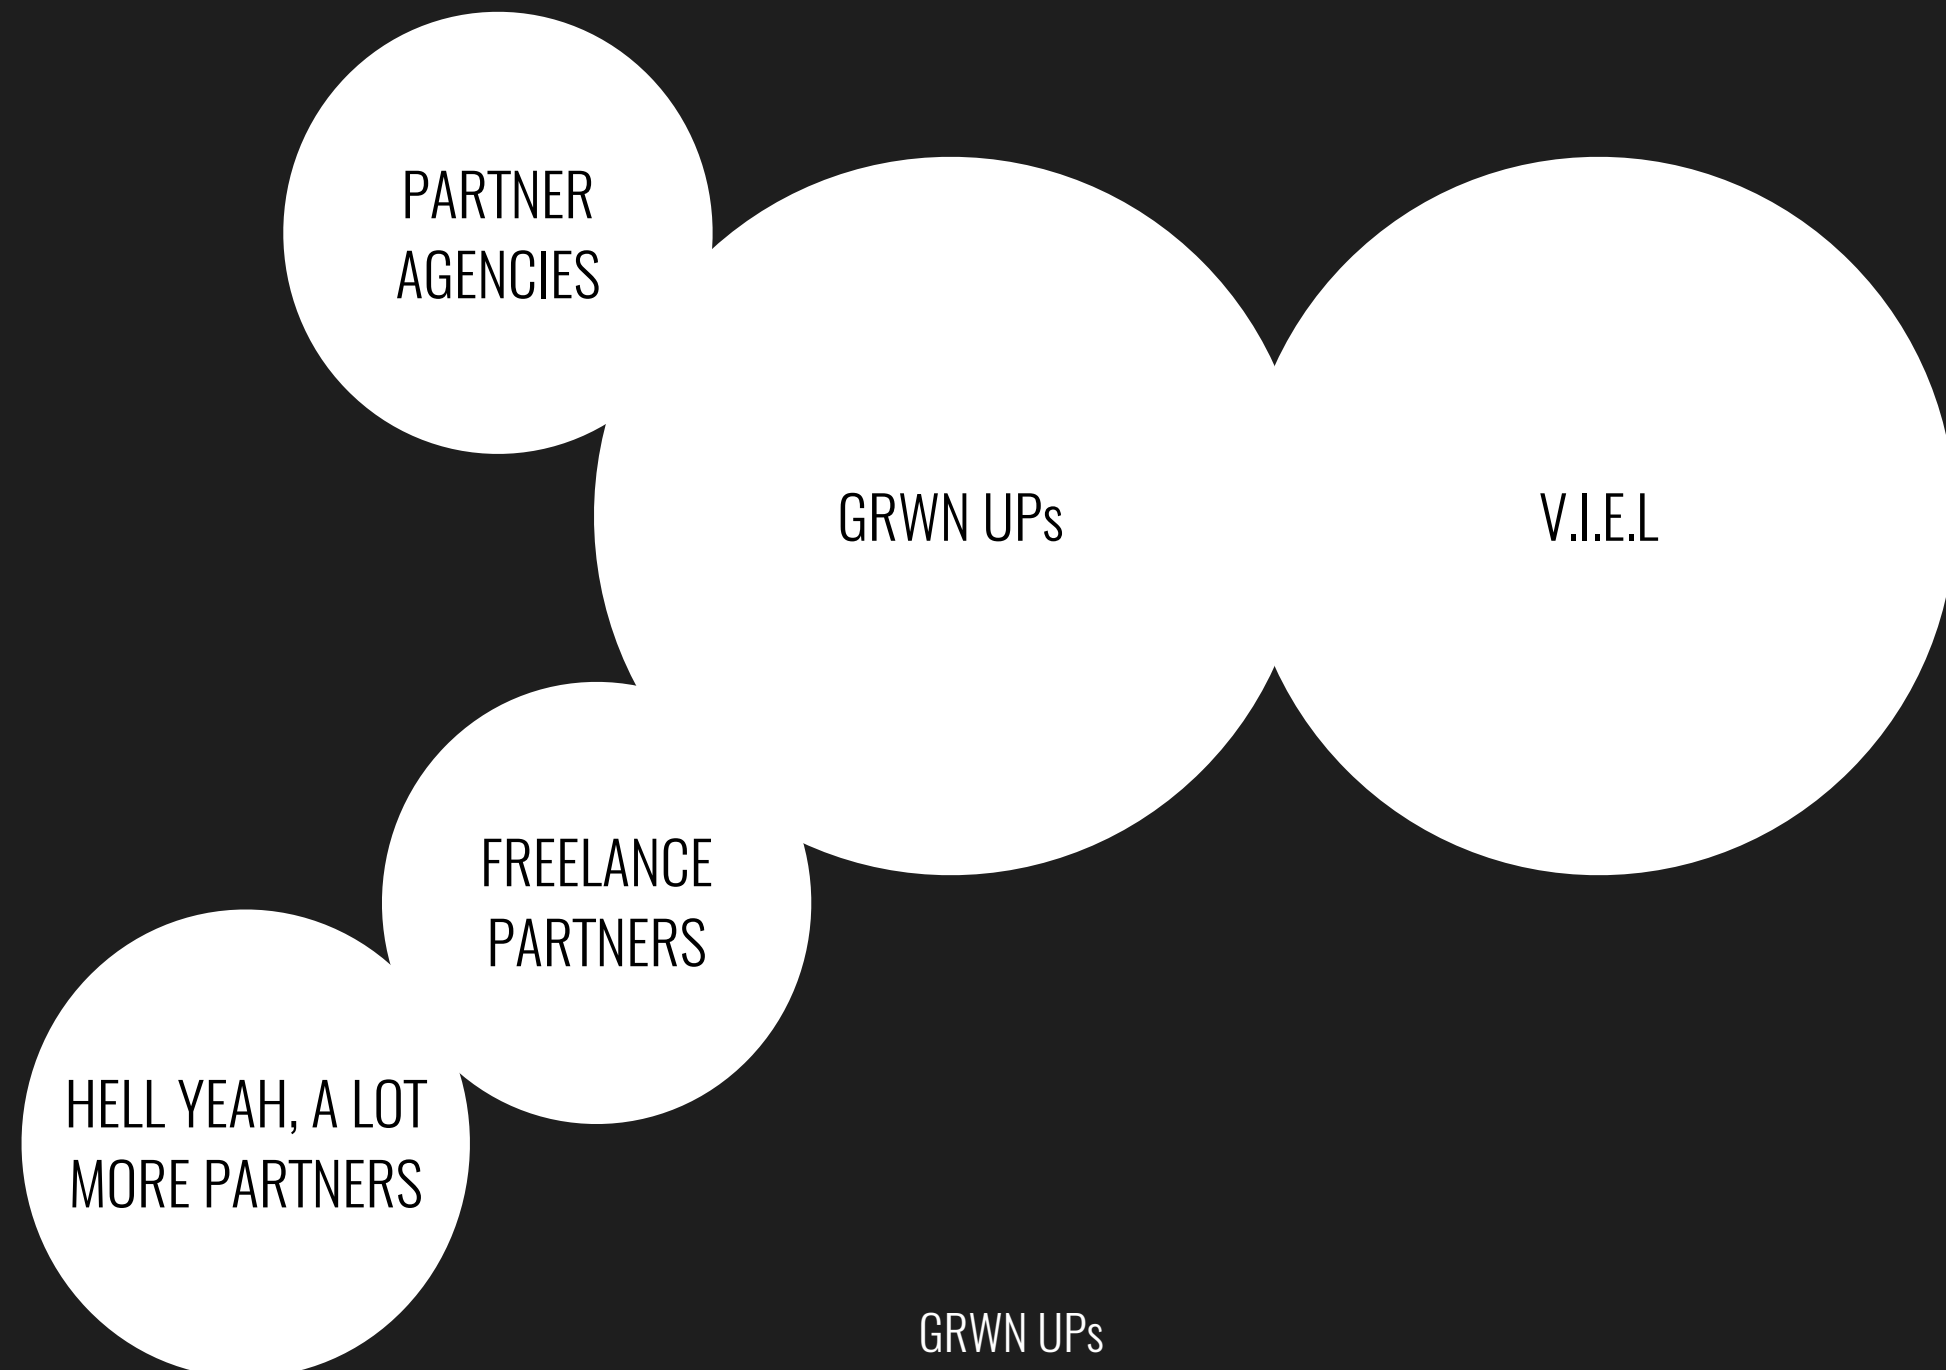 PARTNER
AGENCIES
GRWN UPs
V.I.E.L
FREELANCE
PARTNERS
HELL YEAH, A LOT
MORE PARTNERS
GRWN UPs